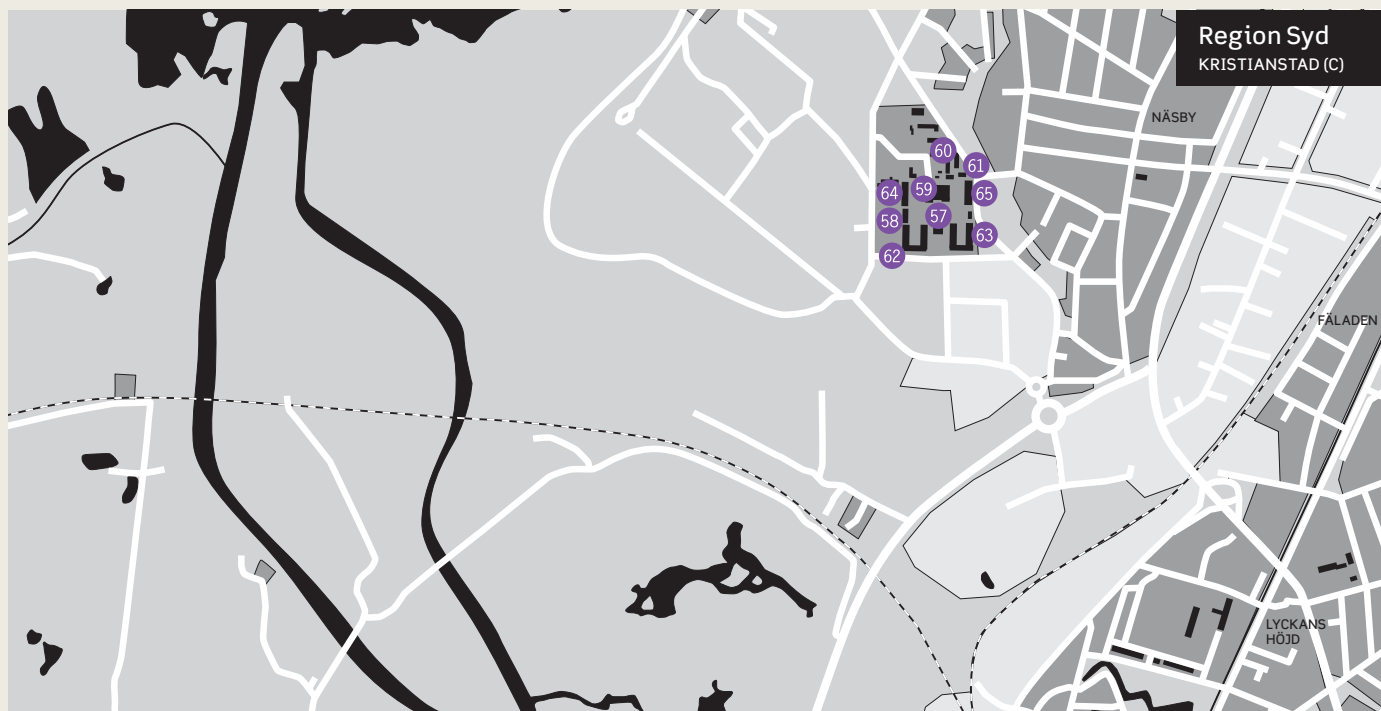 Region Syd
KRISTIANSTAD (C)
NÄSBY
60
61
64
59
65
58
57
63
62
FÄLADEN
LYCKANS
HÖJD